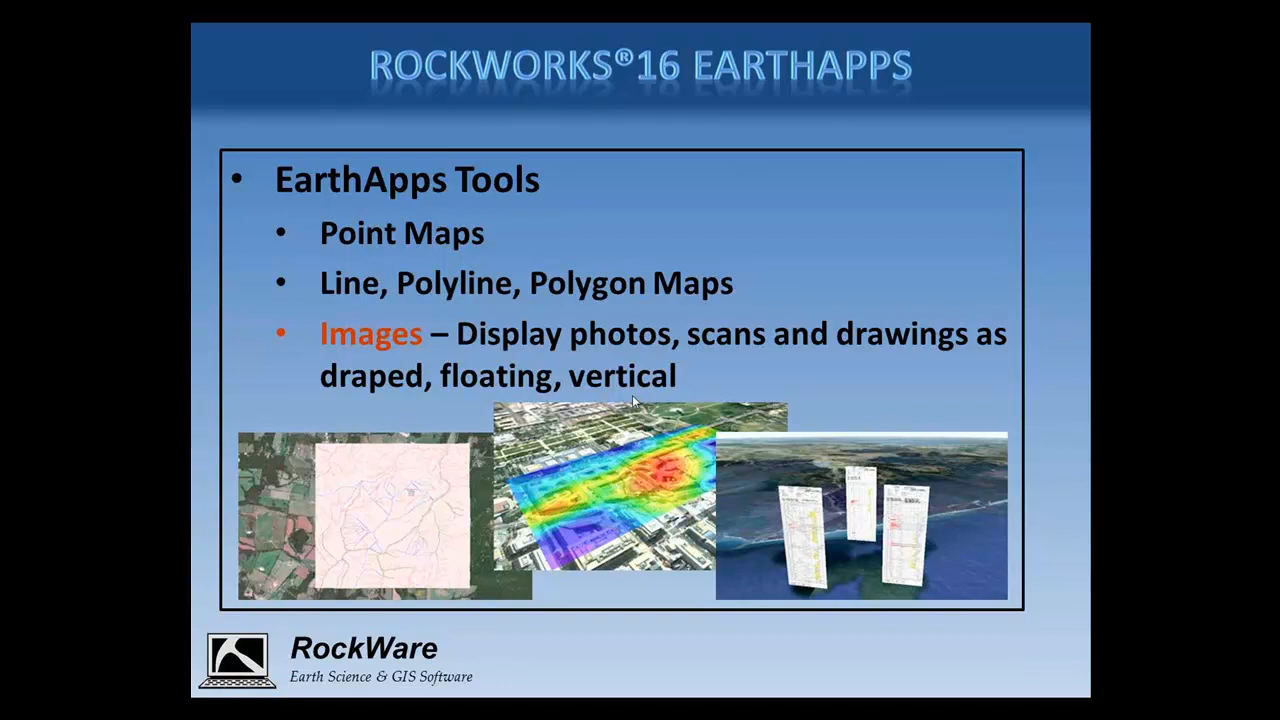 ROCKWORKS®16 EARTHAPPS
• EarthApps Tools
• Point Maps
• Line, Polyline, Polygon Maps
• Images – Display photos, scans and drawings as
draped, floating, vertical
RockWare
Earth Science & GIS Software